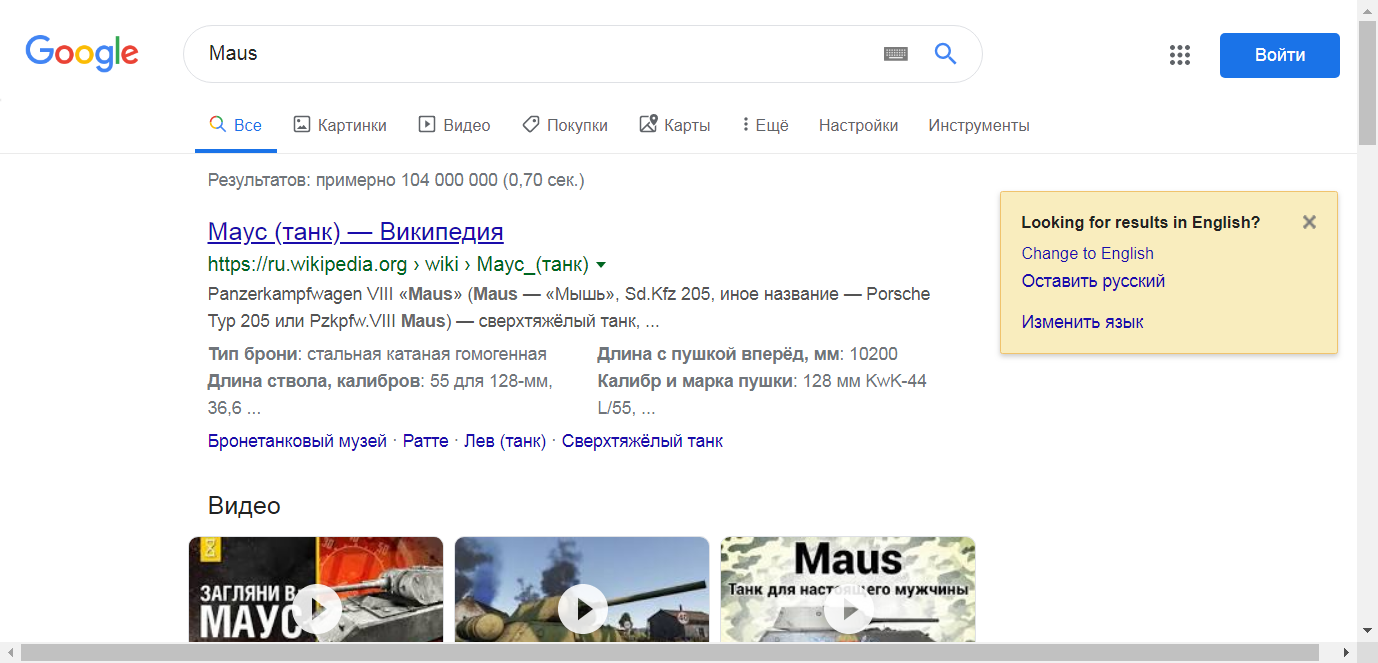 Google
Maus
Войти
Все
Картинки
Видео
Покупки
Карты
Ещё
Настройки
Инструменты
Результатов: примерно 104 000 000 (0,70 сек.)
Маус (танк) — Википедия
https://ru.wikipedia.org › wiki › Маус_(танк)
Panzerkampfwagen VIII «Maus» (Maus — «Мышь», Sd.Kfz 205, иное название — Porsche
Typ 205 или Pzkpfw.VIII Maus) — сверхтяжёлый танк, ...
Тип брони: стальная катаная гомогенная
Длина ствола, калибров: 55 для 128-мм,
36,6 ...
Длина с пушкой вперёд, мм: 10200
Калибр и марка пушки: 128 мм KwK-44
L/55, ...
Бронетанковый музей · Ратте · Лев (танк) · Сверхтяжёлый танк
Looking for results in English?
Change to English
Оставить русский
Изменить язык
Видео
ЗАГЛЯНИ В
МАУС
40
Maus
Танк для настоящего мужчины